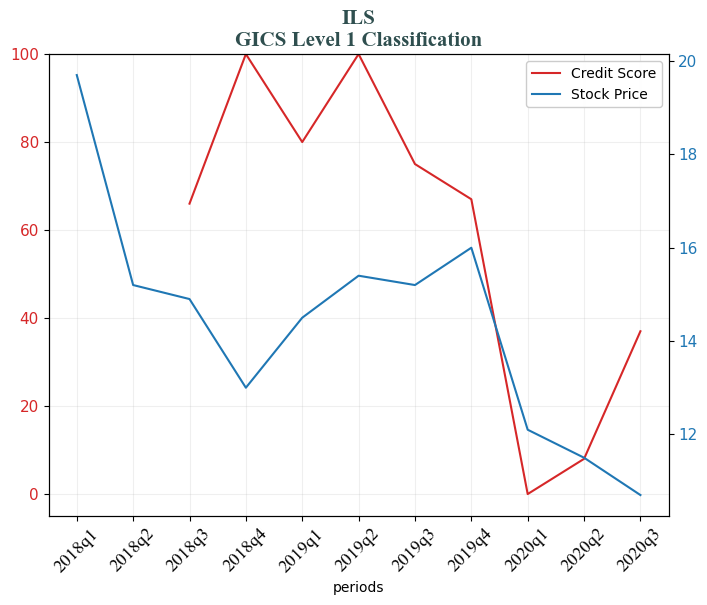 ILS
GICS Level 1 Classification
100
80
60
40
20
0
20
18
16
14
12
Credit Score
Stock Price
2018q1
2018q2
2018q3
2018q4
2019q1
2019q2
2019q3
2019q4
2020q1
2020q2
2020q3
periods